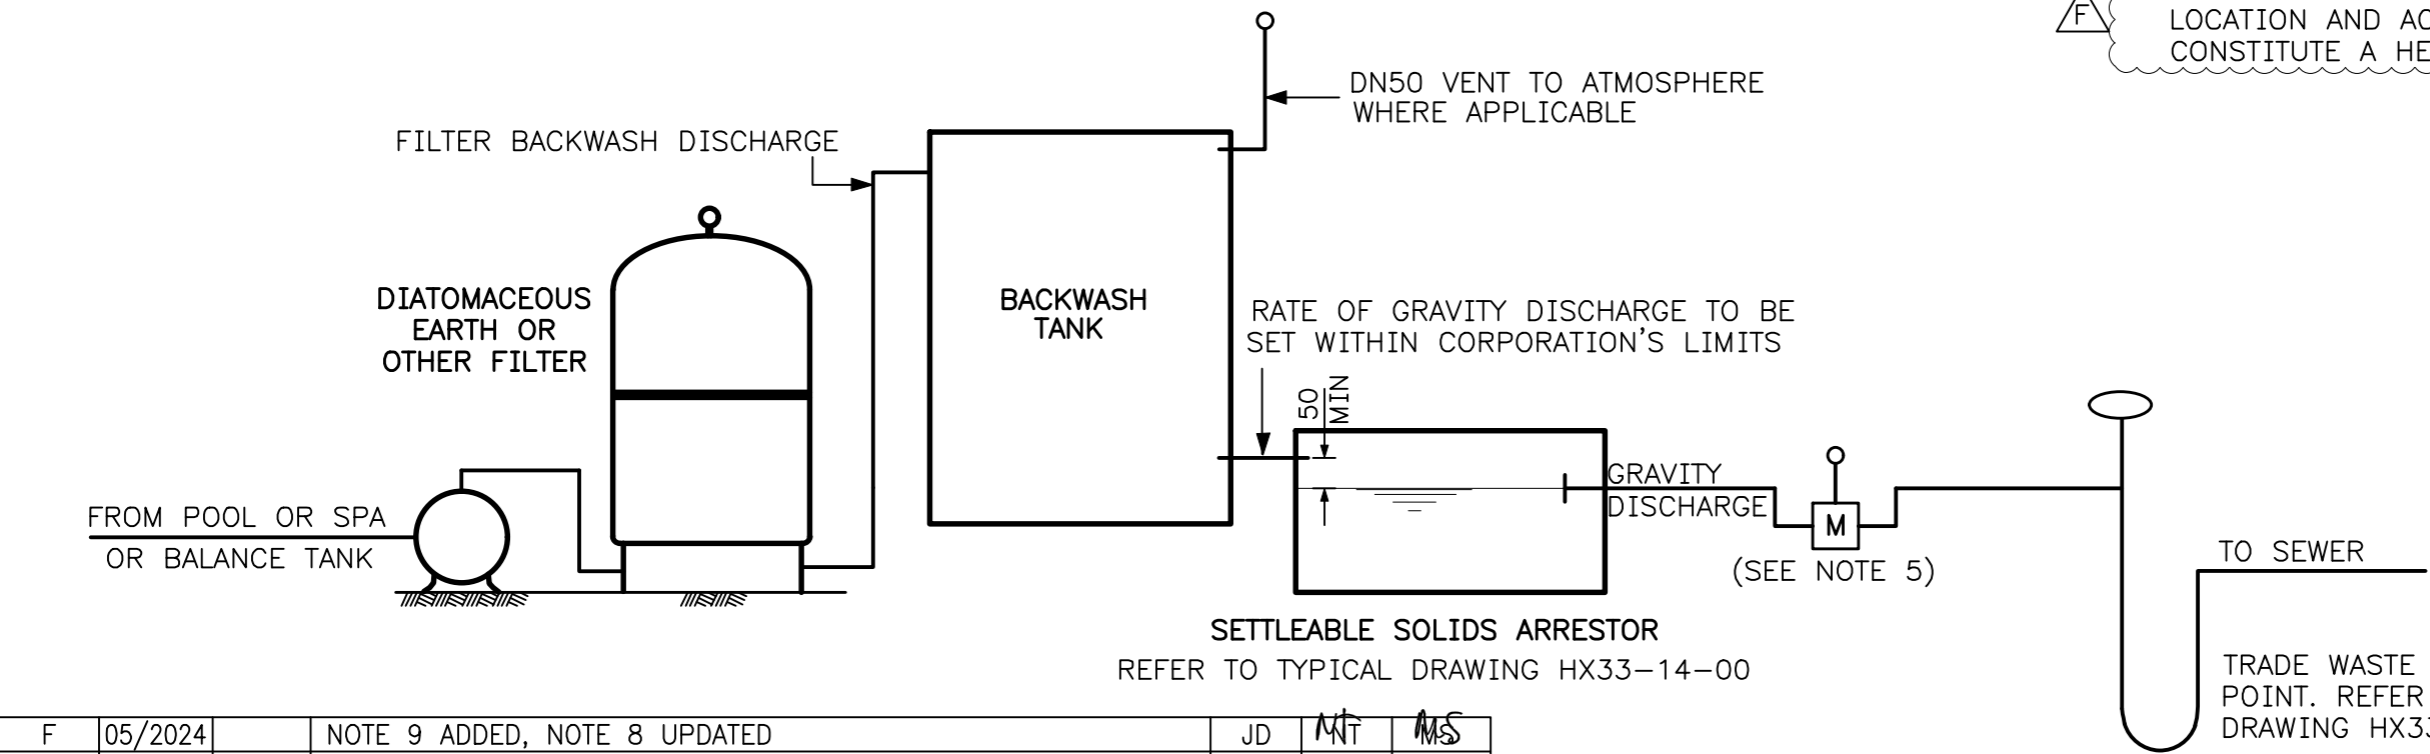 F
LOCATION AND AC
CONSTITUTE A HE
DN50 VENT TO ATMOSPHERE
WHERE APPLICABLE
FILTER BACKWASH DISCHARGE
DIATOMACEOUS
EARTH OR
OTHER FILTER
BACKWASH
TANK
RATE OF GRAVITY DISCHARGE TO BE
SET WITHIN CORPORATION'S LIMITS
50
MIN
GRAVITY
DISCHARGE
FROM POOL OR SPA
OR BALANCE TANK
M
(SEE NOTE 5)
TO SEWER
SETTLEABLE SOLIDS ARRESTOR
REFER TO TYPICAL DRAWING HX33-14-00
TRADE WASTE
POINT. REFER
DRAWING HX33
F 05/2024 NOTE 9 ADDED, NOTE 8 UPDATED JD NT MS